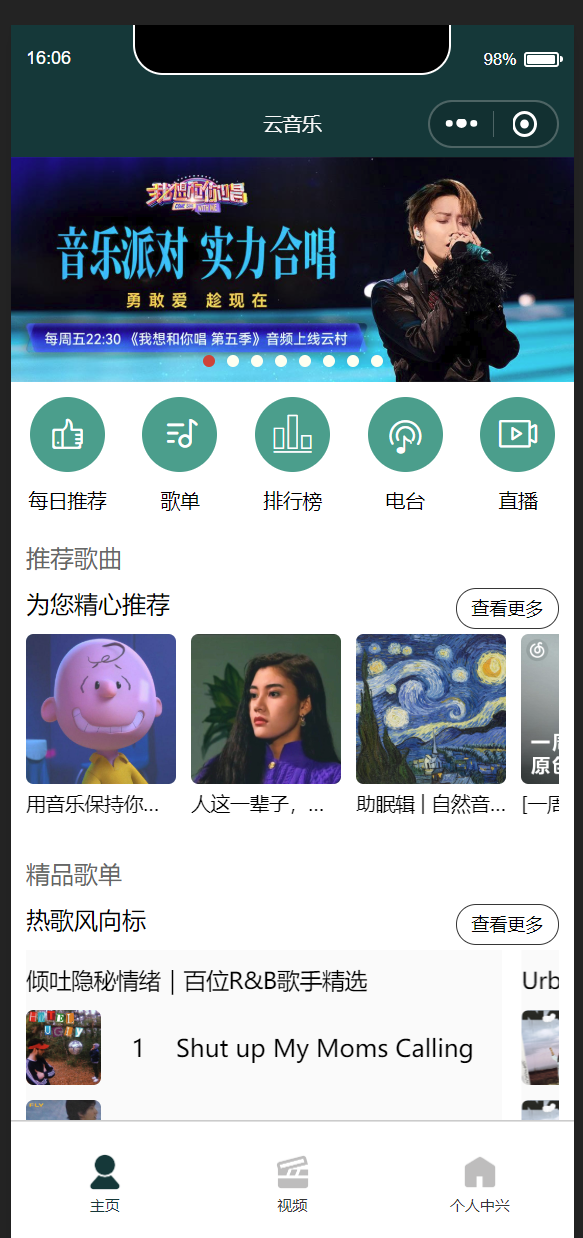 16:06
98%
云音乐
我想和你唱
COME SING WITH ME
音乐派对 实力合唱
勇敢爱 趁现在
每周五22:30 《我想和你唱 第五季》音频上线云村
每日推荐
歌单
排行榜
电台
直播
推荐歌曲
为您精心推荐
查看更多
一周
原创
用音乐保持你...
人这一辈子，...
助眠辑 | 自然音...
[一周
精品歌单
热歌风向标
查看更多
倾吐隐秘情绪｜百位R&B歌手精选
Urb
HOTEL
UGLY
1 Shut up My Moms Calling
FLY
主页
视频
个人中兴